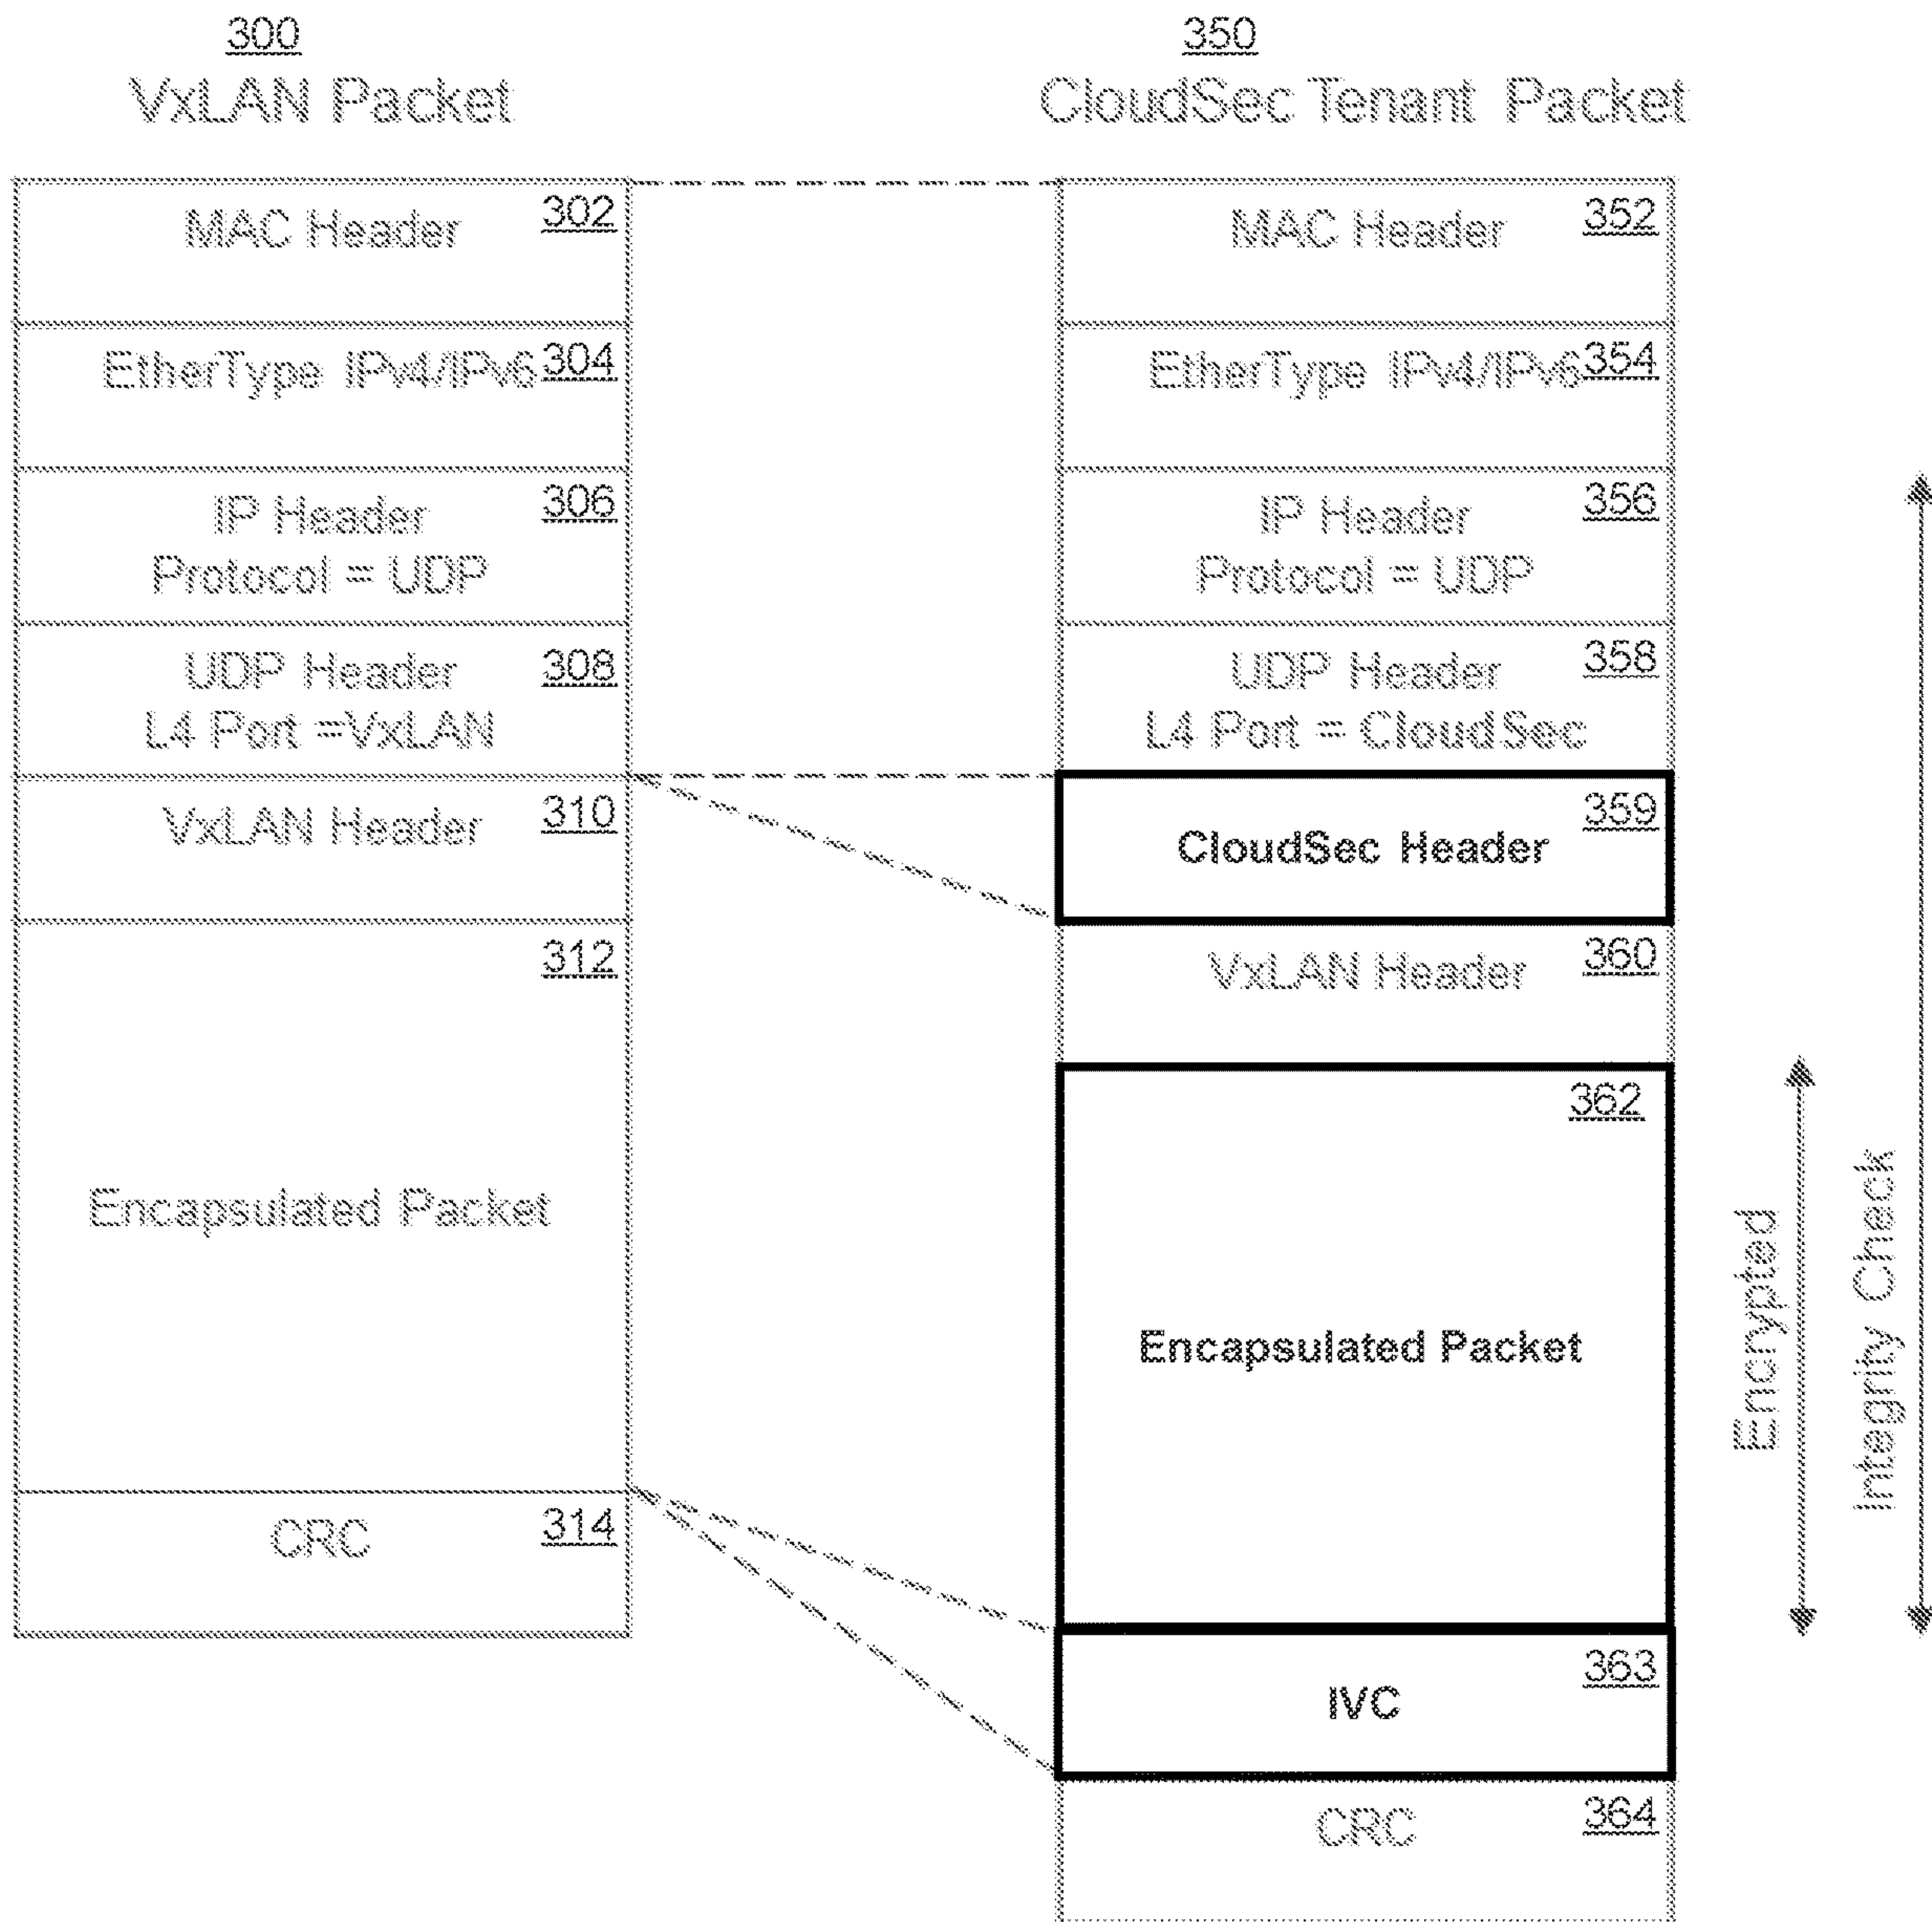 300
VxLAN Packet
302
MAC Header
EtherType IPv4/IPv6 304
IP Header 306
Protocol = UDP
UDP Header 308
L4 Port =VxLAN
VxLAN Header 310
312
Encapsulated Packet
CRC 314
350
CloudSec Tenant Packet
352
MAC Header
EtherType IPv4/IPv6 354
IP Header 356
Protocol = UDP
UDP Header 358
L4 Port = CloudSec
359
CloudSec Header
VxLAN Header 360
362
Encapsulated Packet
363
IVC
CRC 364
Encrypted
Integrity Check